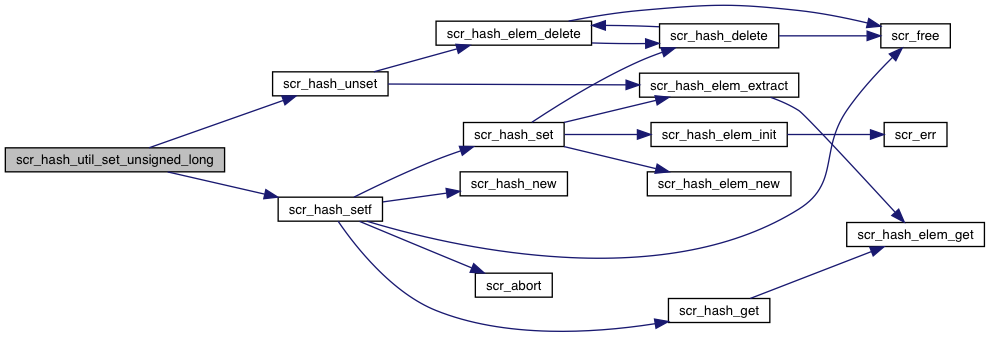 scr_hash_elem_delete
scr_hash_delete
scr_free
scr_hash_unset
scr_hash_elem_extract
scr_hash_set
scr_hash_elem_init
scr_err
scr_hash_util_set_unsigned_long
scr_hash_new
scr_hash_elem_new
scr_hash_setf
scr_hash_elem_get
scr_abort
scr_hash_get